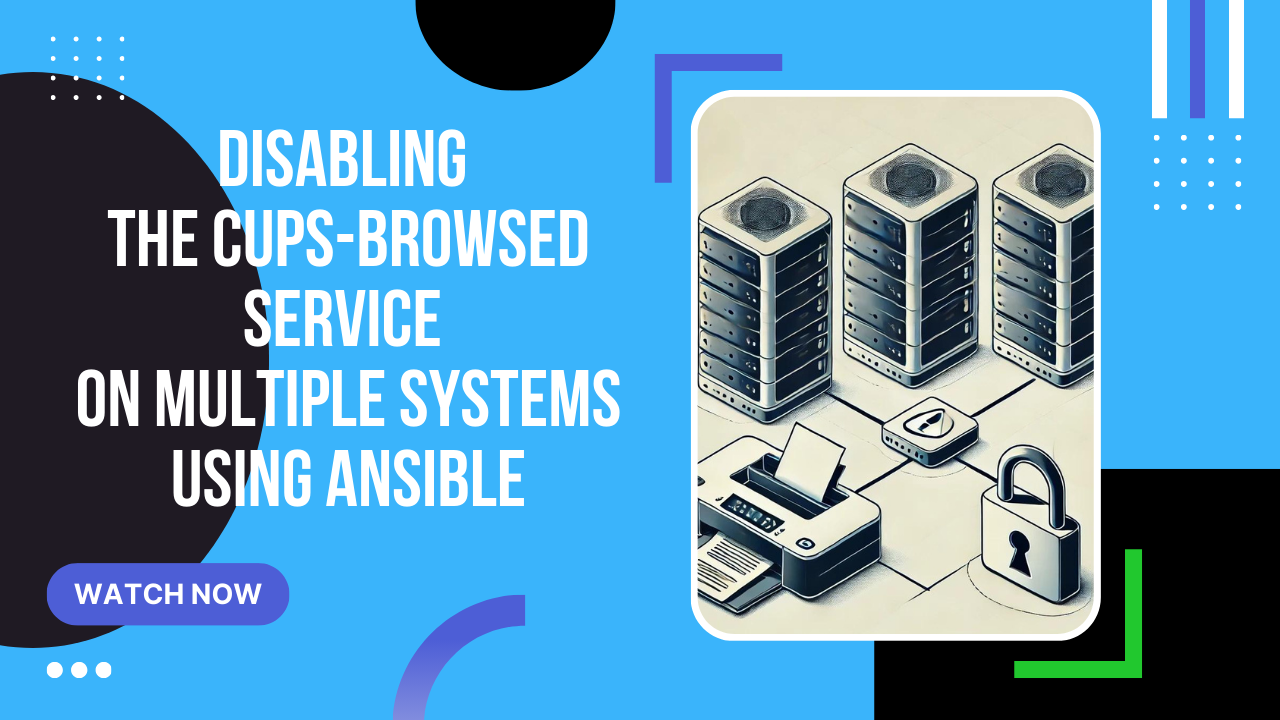 DISABLING
THE CUPS-BROWSED
SERVICE
ON MULTIPLE SYSTEMS
USING ANSIBLE
WATCH NOW